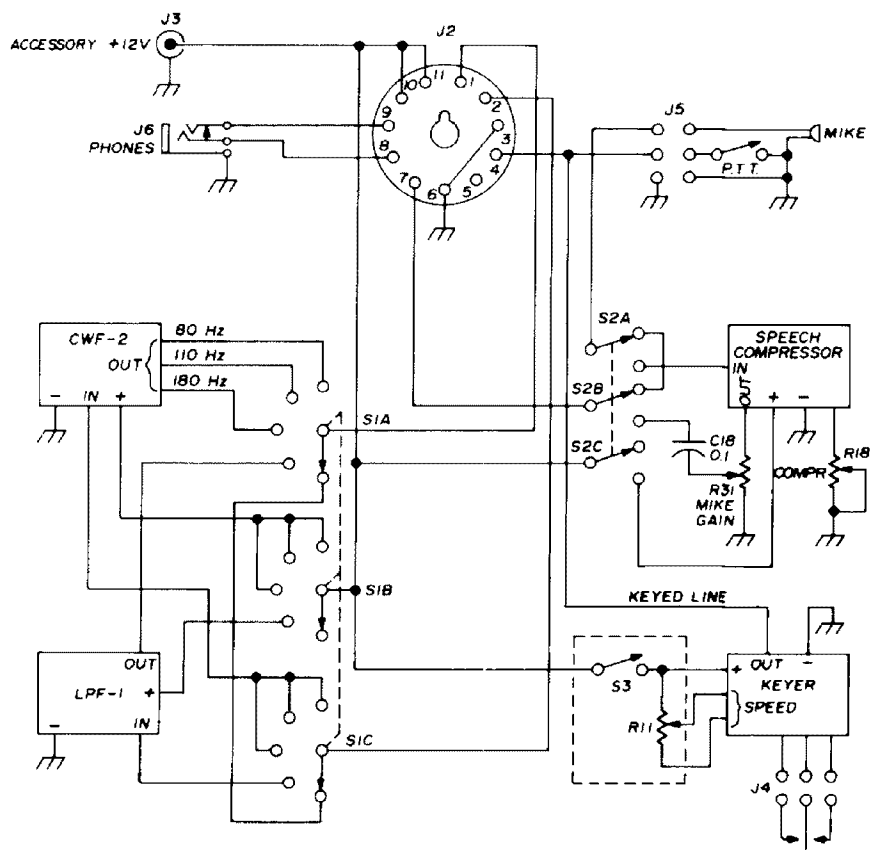 J3
ACCESSORY +12V
J2
11
1
10
2
9
3
8
4
7
6
5
J6
PHONES
J5
MIKE
P.T.T.
CWF-2
OUT
80 Hz
110 Hz
180 Hz
- IN +
S1A
S1B
S1C
S2A
S2B
S2C
SPEECH
COMPRESSOR
IN
OUT
+ -
C18
0.1
R31
MIKE
GAIN
COMPR
R18
KEYED LINE
OUT
LPF-1
+
-
IN
S3
R11
+ OUT -
KEYER
SPEED
J4